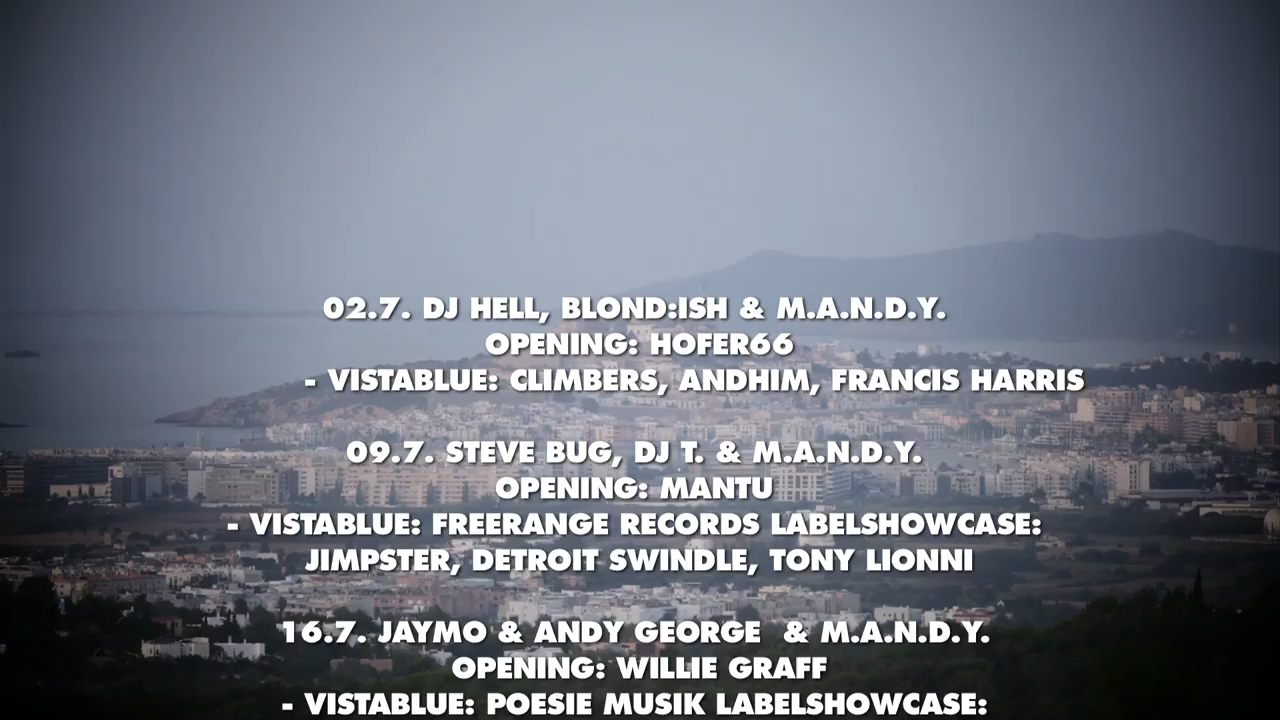 02.7. DJ HELL, BLOND:ISH & M.A.N.D.Y.
OPENING: HOFER66
- VISTABLUE: CLIMBERS, ANDHIM, FRANCIS HARRIS
09.7. STEVE BUG, DJ T. & M.A.N.D.Y.
OPENING: MANTU
- VISTABLUE: FREERANGE RECORDS LABELSHOWCASE:
JIMPSTER, DETROIT SWINDLE, TONY LIONNI
16.7. JAYMO & ANDY GEORGE & M.A.N.D.Y.
OPENING: WILLIE GRAFF
- VISTABLUE: POESIE MUSIK LABELSHOWCASE: